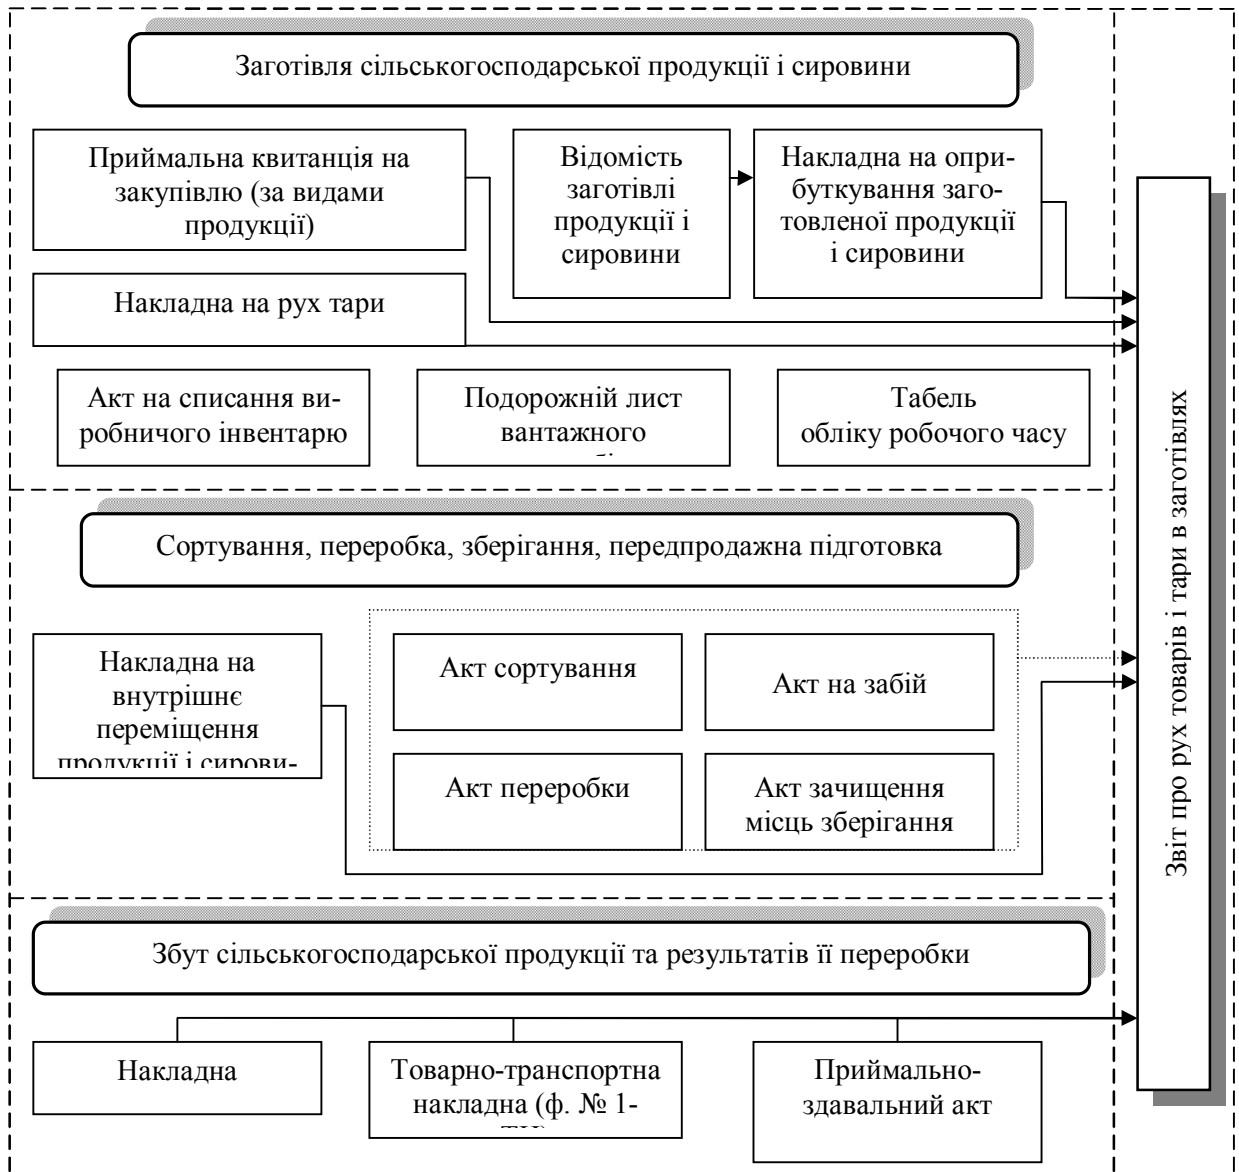 Заготівля сільськогосподарської продукції і сировини
Приймальна квитанція на
закупівлю (за видами
продукції)
Відомість
заготівлі
продукції і
сировини
Накладна на опри-
буткування заго-
товленої продукції
і сировини
Накладна на рух тари
Акт на списання ви-
робничого інвентарю
Подорожній лист
вантажного
Табель
обліку робочого часу
Сортування, переробка, зберігання, передпродажна підготовка
Накладна на
внутрішнє
переміщення
продукції і сирови-
Акт сортування
Акт на забій
Акт переробки
Акт зачищення
місць зберігання
Збут сільськогосподарської продукції та результатів її переробки
Накладна
Товарно-транспортна
накладна (ф. № 1-
Приймально-
здавальний акт
Звіт про рух товарів і тари в заготівлях